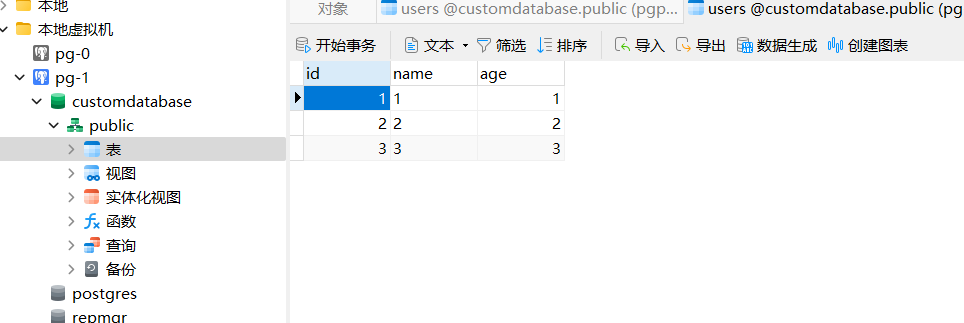 本地
本地虚拟机
pg-0
pg-1
customdatabase
public
表
视图
实体化视图
函数
查询
备份
postgres
repmgr
对象
users @customdatabase.public (pgp...
users @customdatabase.public (pg
开始事务 文本 筛选 排序 导入 导出 数据生成 创建图表
id name age
1 1 1
2 2 2
3 3 3